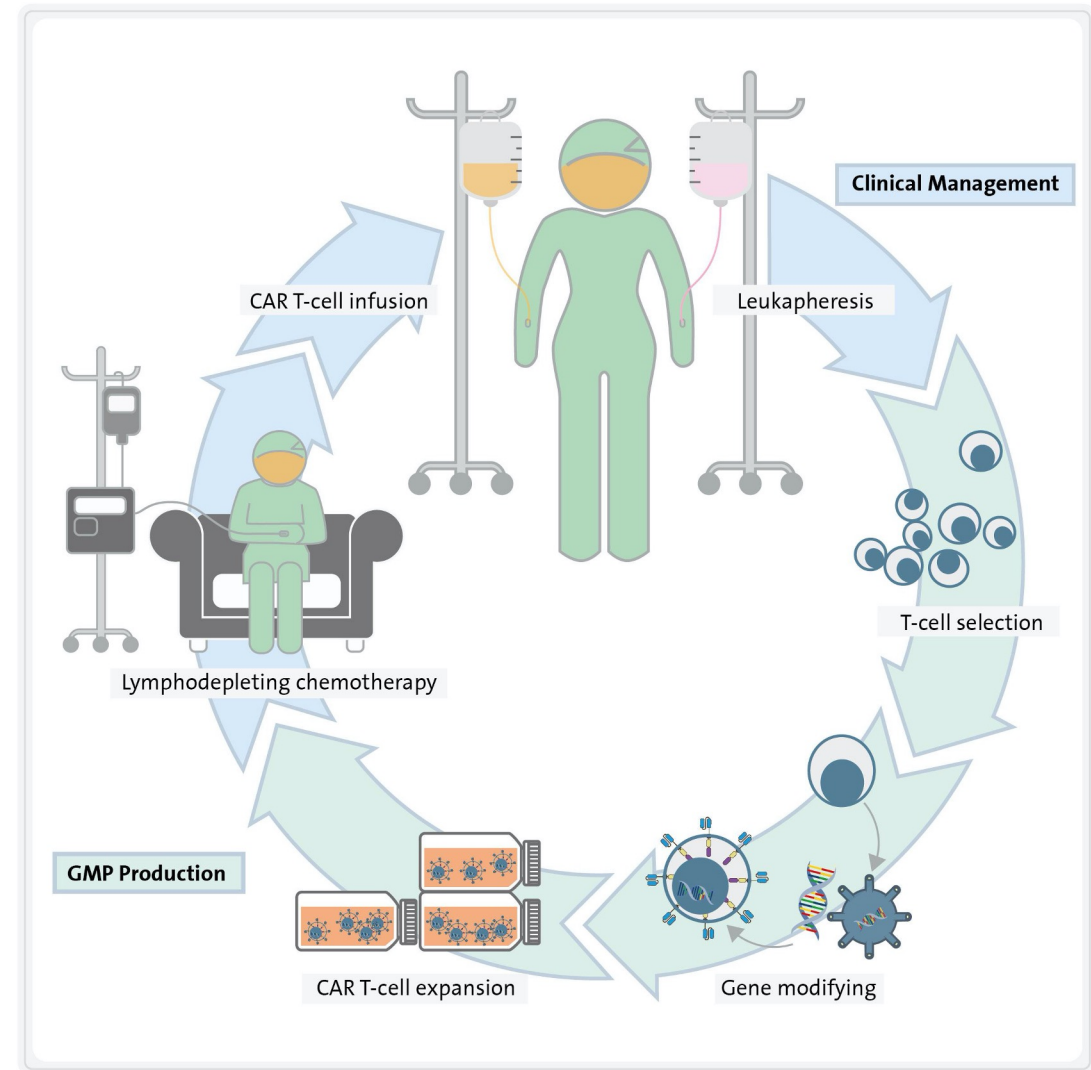 Clinical Management
Leukapheresis
T-cell selection
Gene modifying
CAR T-cell expansion
GMP Production
Lymphodepleting chemotherapy
CAR T-cell infusion